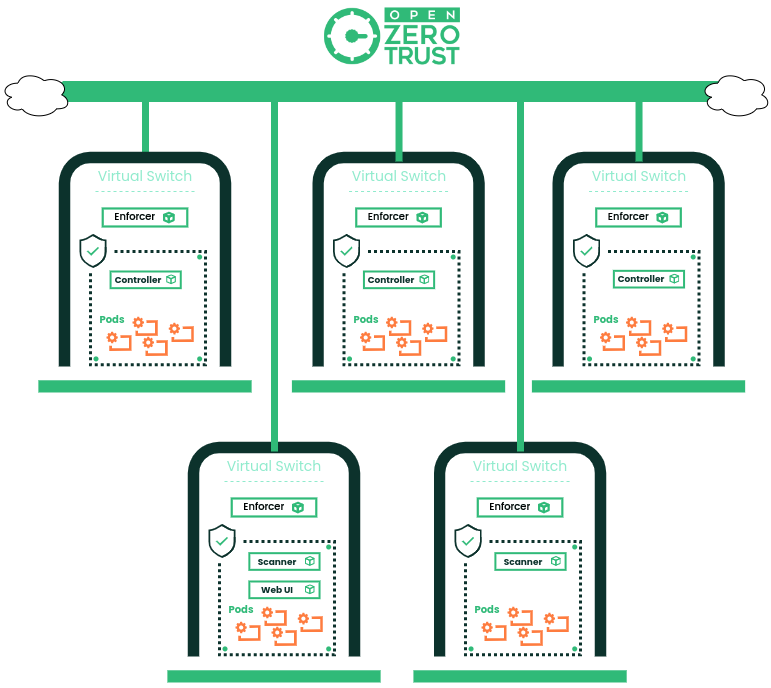 OPEN
ZERO
TRUST
Virtual Switch
Enforcer
Controller
Pods
Virtual Switch
Enforcer
Controller
Pods
Virtual Switch
Enforcer
Controller
Pods
Virtual Switch
Enforcer
Scanner
Web UI
Pods
Virtual Switch
Enforcer
Scanner
Pods